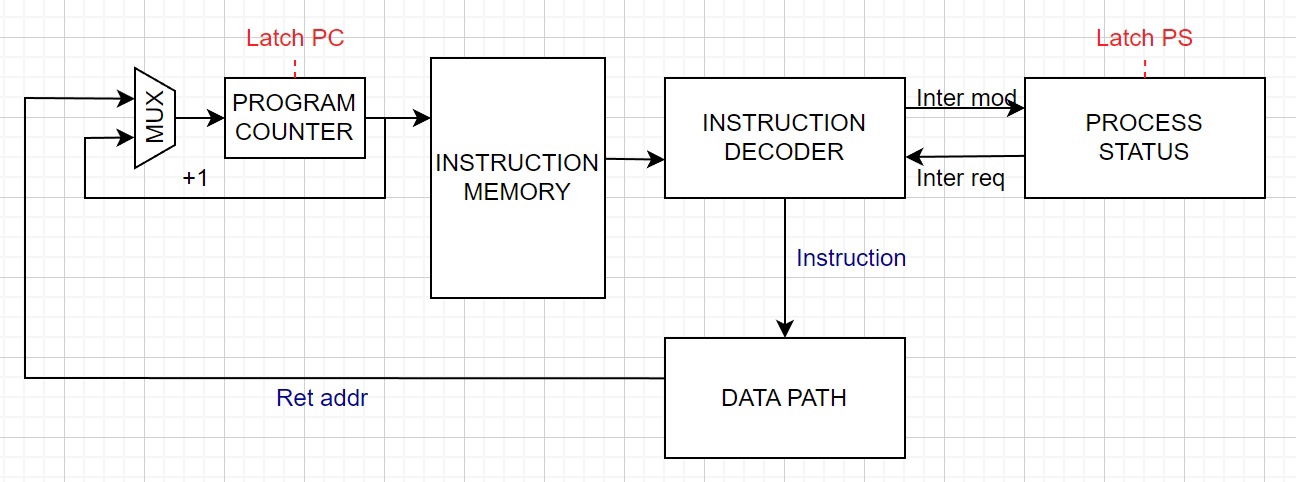 Latch PC
Latch PS
MUX
PROGRAM
COUNTER
+1
INSTRUCTION
MEMORY
INSTRUCTION
DECODER
Inter mod
Inter req
PROCESS
STATUS
Instruction
Ret addr
DATA PATH